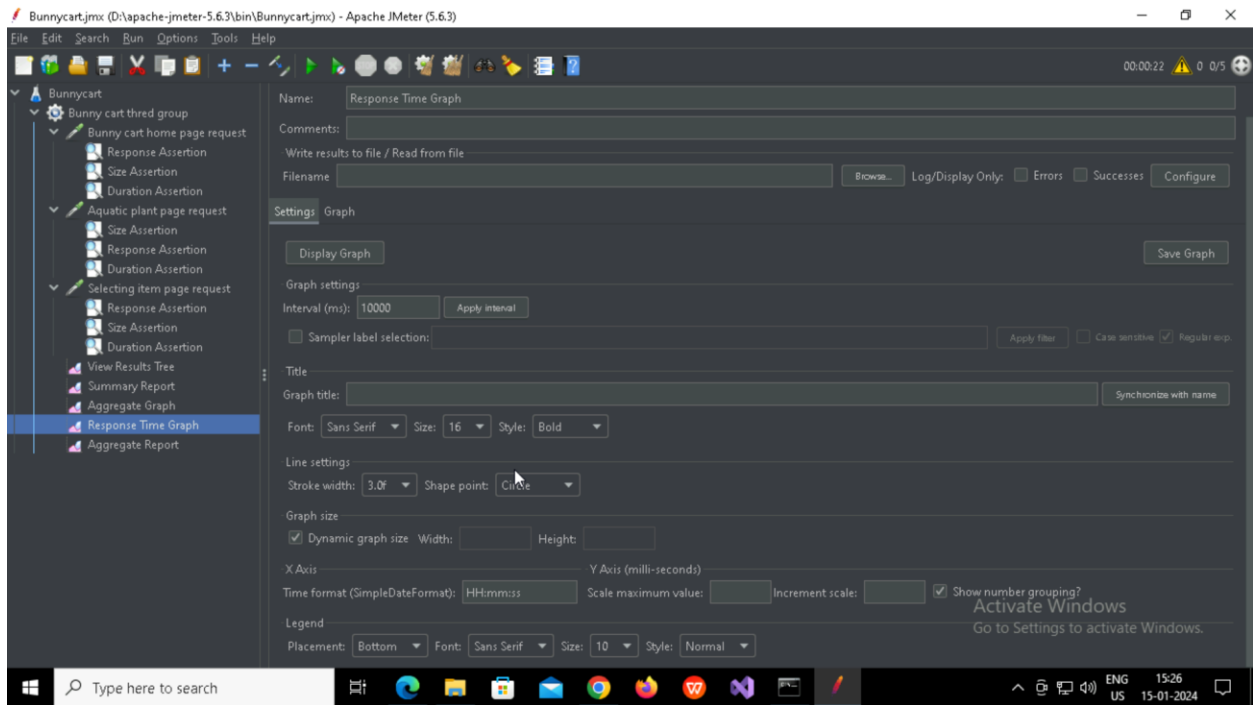 Bunnycart.jmx (D:\apache-jmeter-5.6.3\bin\Bunnycart.jmx) - Apache JMeter (5.6.3)
File Edit Search Run Options Tools Help
00:00:22 0 0/5
Bunnycart
Bunny cart thred group
Bunny cart home page request
Response Assertion
Size Assertion
Duration Assertion
Aquatic plant page request
Size Assertion
Response Assertion
Duration Assertion
Selecting item page request
Response Assertion
Size Assertion
Duration Assertion
View Results Tree
Summary Report
Aggregate Graph
Response Time Graph
Aggregate Report
Name: Response Time Graph
Comments:
Write results to file / Read from file
Filename Browse... Log/Display Only: Errors Successes Configure
Settings Graph
Display Graph Save Graph
Graph settings
Interval (ms): 10000 Apply interval
Sampler label selection: Apply filter Case sensitive Regular exp.
Title
Graph title: Synchronize with name
Font: Sans Serif Size: 16 Style: Bold
Line settings
Stroke width: 3.0f Shape point: Circle
Graph size
Dynamic graph size Width: Height:
X Axis Y Axis (milli-seconds)
Time format (SimpleDateFormat): HH:mm:ss Scale maximum value: Increment scale: Show number grouping?
Activate Windows
Go to Settings to activate Windows.
Legend
Placement: Bottom Font: Sans Serif Size: 10 Style: Normal
Type here to search
ENG
US
15:26
15-01-2024